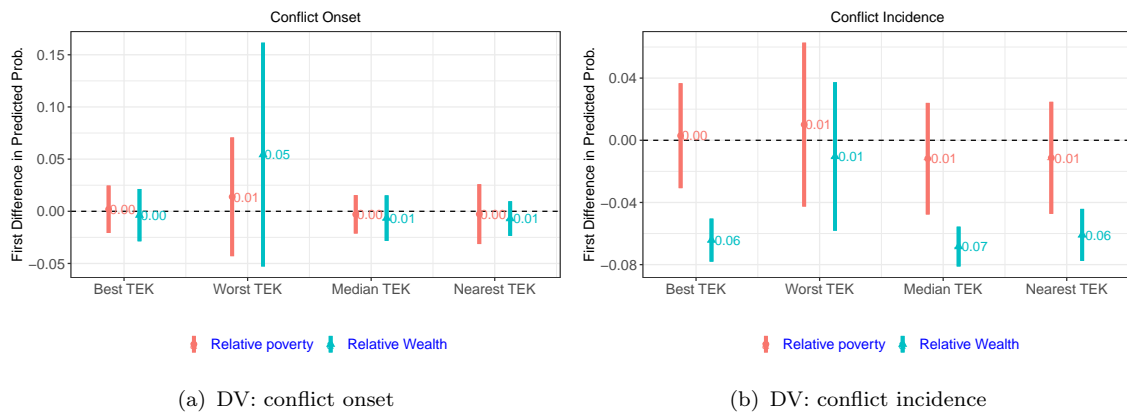 Conflict Onset
First Difference in Predicted Prob.
0.15
0.10
0.05
0.00
−0.05
0.00
0.00
0.01
0.05
0.00
0.01
0.00
0.01
Best TEK Worst TEK Median TEK Nearest TEK
Relative poverty Relative Wealth
(a) DV: conflict onset
Conflict Incidence
First Difference in Predicted Prob.
0.04
0.00
−0.04
−0.08
0.00
0.06
0.01
0.01
0.01
0.07
0.01
0.06
Best TEK Worst TEK Median TEK Nearest TEK
Relative poverty Relative Wealth
(b) DV: conflict incidence